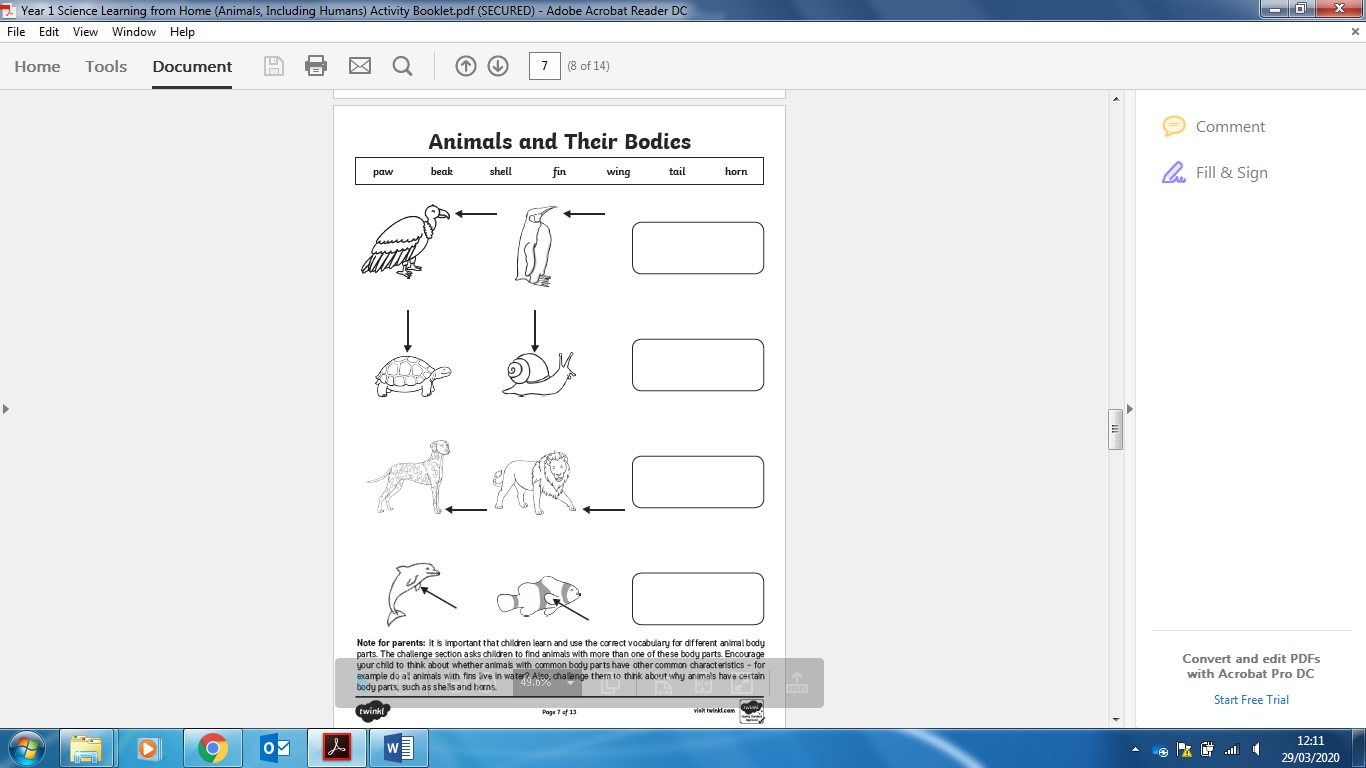 Year 1 Science Learning from Home (Animals, Including Humans) Activity Booklet.pdf (SECURED) - Adobe Acrobat Reader DC
File Edit View Window Help
Home Tools Document 7 (8 of 14)
Animals and Their Bodies
paw beak shell fin wing tail horn
Comment
Fill & Sign
Note for parents: It is important that children learn and use the correct vocabulary for different animal body
parts. The challenge section asks children to find animals with more than one of these body parts. Encourage
your child to think about whether animals with common body parts have other common characteristics - for
example do all animals with fins live in water? Also, challenge them to think about why animals have certain
body parts, such as shells and horns.
49.6%
twinkl Page 7 of 13 visit twinkl.com
Convert and edit PDFs
with Acrobat Pro DC
Start Free Trial
12:11
29/03/2020